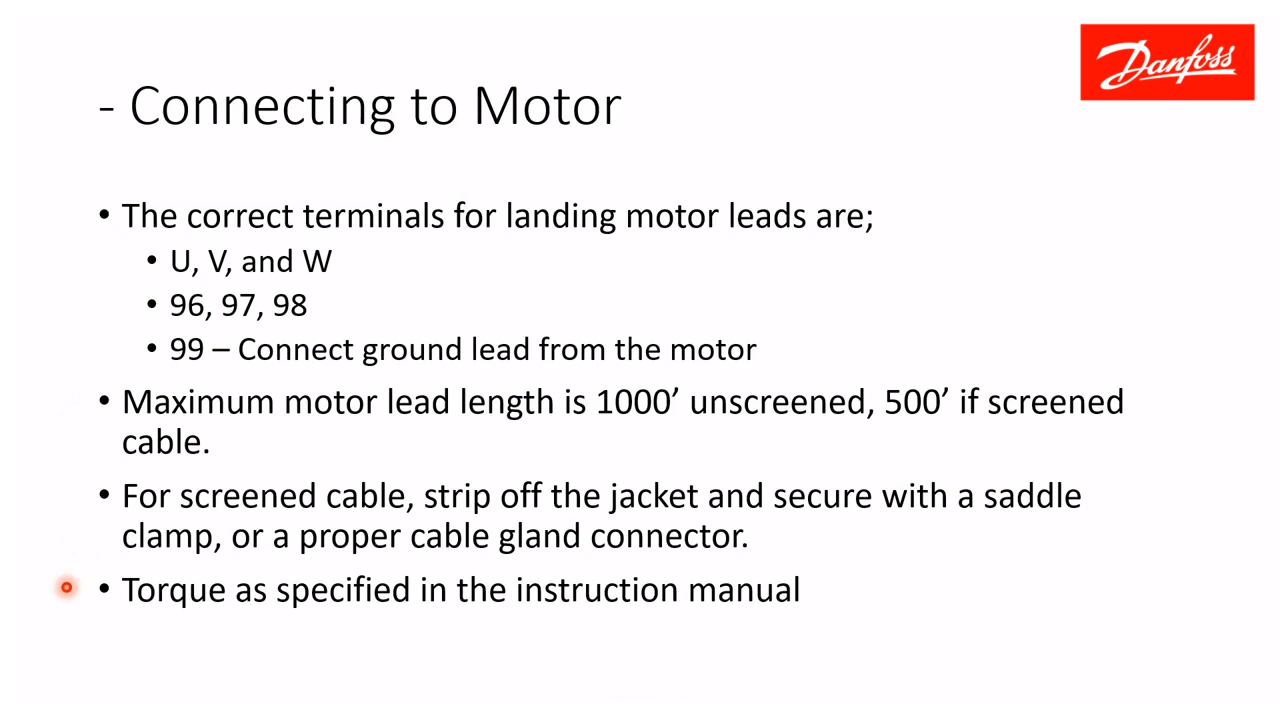 Danfoss
- Connecting to Motor
• The correct terminals for landing motor leads are;
• U, V, and W
• 96, 97, 98
• 99 – Connect ground lead from the motor
• Maximum motor lead length is 1000’ unscreened, 500’ if screened
cable.
• For screened cable, strip off the jacket and secure with a saddle
clamp, or a proper cable gland connector.
• Torque as specified in the instruction manual